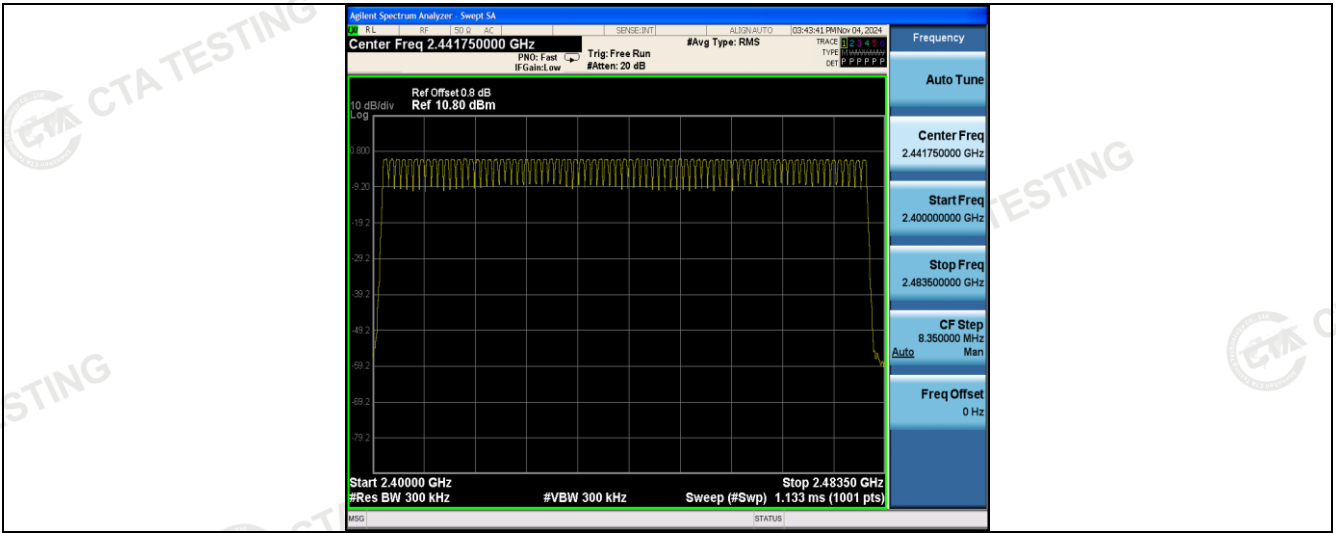 Agilent Spectrum Analyzer - Swept SA
RL RF 50 Ω AC SENSE:INT ALIGN AUTO 03:43:41 PM Nov 04, 2024
Center Freq 2.441750000 GHz
#Avg Type: RMS
TRACE 1 2 3 4 5 6
PNO: Fast
Trig: Free Run
TYPE M
IFGain:Low
#Atten: 20 dB
DET P P P P P P
Ref Offset 0.8 dB
10 dB/div Ref 10.80 dBm
Log
0.800
-9.20
-19.2
-29.2
-39.2
-49.2
-59.2
-69.2
-79.2
Start 2.40000 GHz
Stop 2.48350 GHz
#Res BW 300 kHz
#VBW 300 kHz
Sweep (#Swp) 1.133 ms (1001 pts)
MSG
STATUS
Frequency
Auto Tune
Center Freq
2.441750000 GHz
Start Freq
2.400000000 GHz
Stop Freq
2.483500000 GHz
CF Step
8.350000 MHz
Auto Man
Freq Offset
0 Hz
CTA TESTING
TESTING
STING
CT
C
CTA
CTA